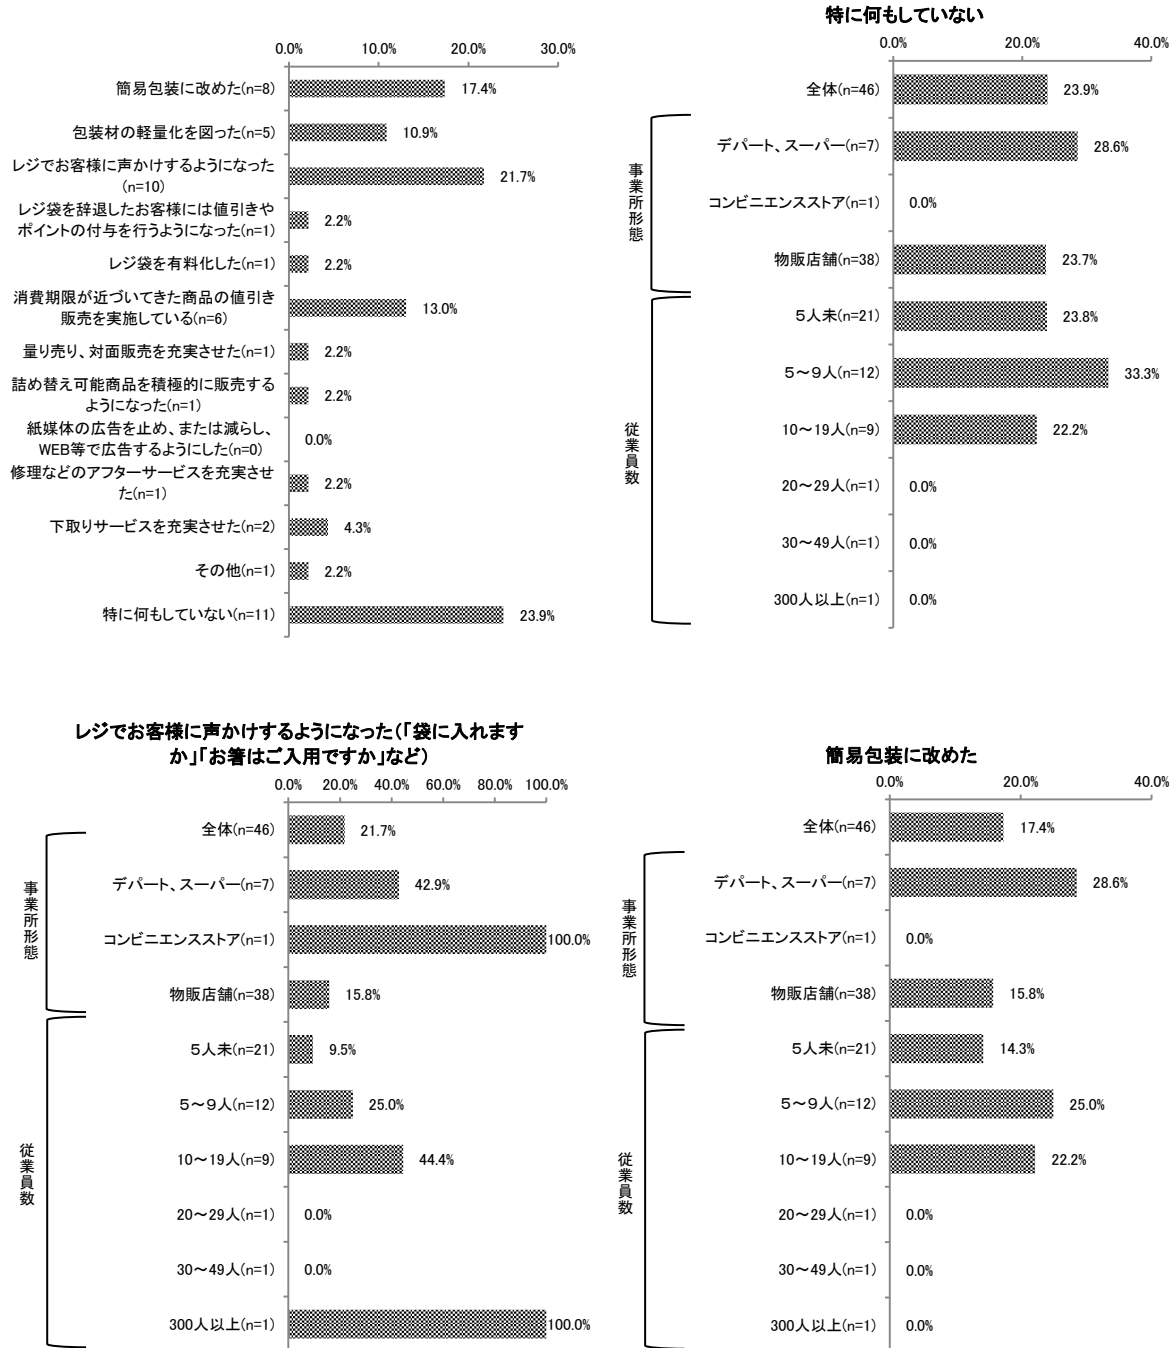 0.0%
10.0%
20.0%
30.0%
簡易包装に改めた(n=8)
17.4%
包装材の軽量化を図った(n=5)
10.9%
レジでお客様に声かけするようになった
(n=10)
21.7%
レジ袋を辞退したお客様には値引きや
ポイントの付与を行うようになった(n=1)
2.2%
レジ袋を有料化した(n=1)
2.2%
消費期限が近づいてきた商品の値引き
販売を実施している(n=6)
13.0%
量り売り、対面販売を充実させた(n=1)
2.2%
詰め替え可能商品を積極的に販売する
ようになった(n=1)
2.2%
紙媒体の広告を止め、または減らし、
WEB等で広告するようにした(n=0)
0.0%
修理などのアフターサービスを充実させ
た(n=1)
2.2%
下取りサービスを充実させた(n=2)
4.3%
その他(n=1)
2.2%
特に何もしていない(n=11)
23.9%
特に何もしていない
0.0%
20.0%
40.0%
全体(n=46)
23.9%
事業所形態
デパート、スーパー(n=7)
28.6%
コンビニエンスストア(n=1)
0.0%
物販店舗(n=38)
23.7%
従業員数
5人未(n=21)
23.8%
5〜9人(n=12)
33.3%
10〜19人(n=9)
22.2%
20〜29人(n=1)
0.0%
30〜49人(n=1)
0.0%
300人以上(n=1)
0.0%
レジでお客様に声かけするようになった(「袋に入れます
か」「お箸はご入用ですか」など)
0.0%
20.0%
40.0%
60.0%
80.0%
100.0%
全体(n=46)
21.7%
事業所形態
デパート、スーパー(n=7)
42.9%
コンビニエンスストア(n=1)
100.0%
物販店舗(n=38)
15.8%
従業員数
5人未(n=21)
9.5%
5〜9人(n=12)
25.0%
10〜19人(n=9)
44.4%
20〜29人(n=1)
0.0%
30〜49人(n=1)
0.0%
300人以上(n=1)
100.0%
簡易包装に改めた
0.0%
20.0%
40.0%
全体(n=46)
17.4%
事業所形態
デパート、スーパー(n=7)
28.6%
コンビニエンスストア(n=1)
0.0%
物販店舗(n=38)
15.8%
従業員数
5人未(n=21)
14.3%
5〜9人(n=12)
25.0%
10〜19人(n=9)
22.2%
20〜29人(n=1)
0.0%
30〜49人(n=1)
0.0%
300人以上(n=1)
0.0%